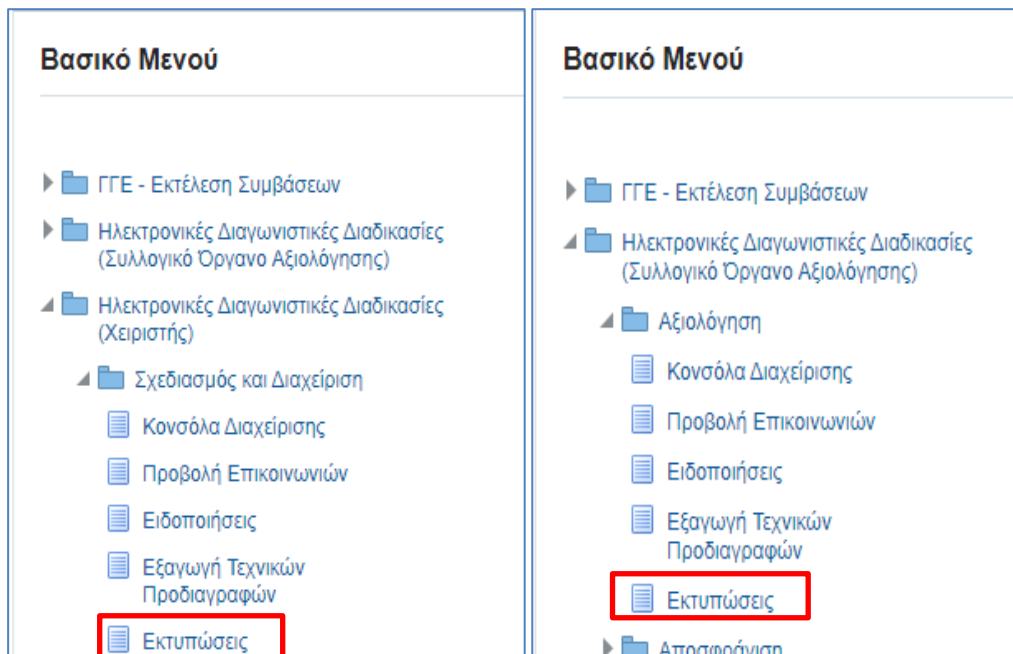 Βασικό Μενού
ΓΓΕ - Εκτέλεση Συμβάσεων
Ηλεκτρονικές Διαγωνιστικές Διαδικασίες
(Συλλογικό Όργανο Αξιολόγησης)
Ηλεκτρονικές Διαγωνιστικές Διαδικασίες
(Χειριστής)
Σχεδιασμός και Διαχείριση
Κονσόλα Διαχείρισης
Προβολή Επικοινωνιών
Ειδοποιήσεις
Εξαγωγή Τεχνικών
Προδιαγραφών
Εκτυπώσεις
Βασικό Μενού
ΓΓΕ - Εκτέλεση Συμβάσεων
Ηλεκτρονικές Διαγωνιστικές Διαδικασίες
(Συλλογικό Όργανο Αξιολόγησης)
Αξιολόγηση
Κονσόλα Διαχείρισης
Προβολή Επικοινωνιών
Ειδοποιήσεις
Εξαγωγή Τεχνικών
Προδιαγραφών
Εκτυπώσεις
Αποσφράγιση